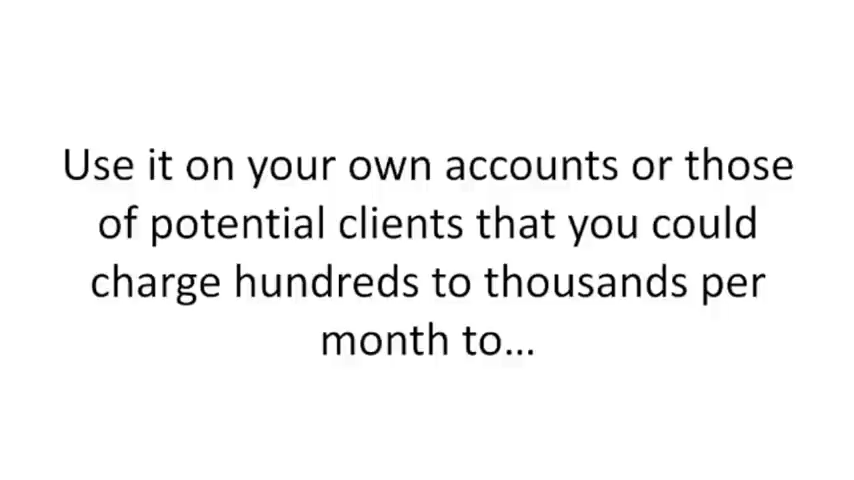 Use it on your own accounts or those
of potential clients that you could
charge hundreds to thousands per
month to...